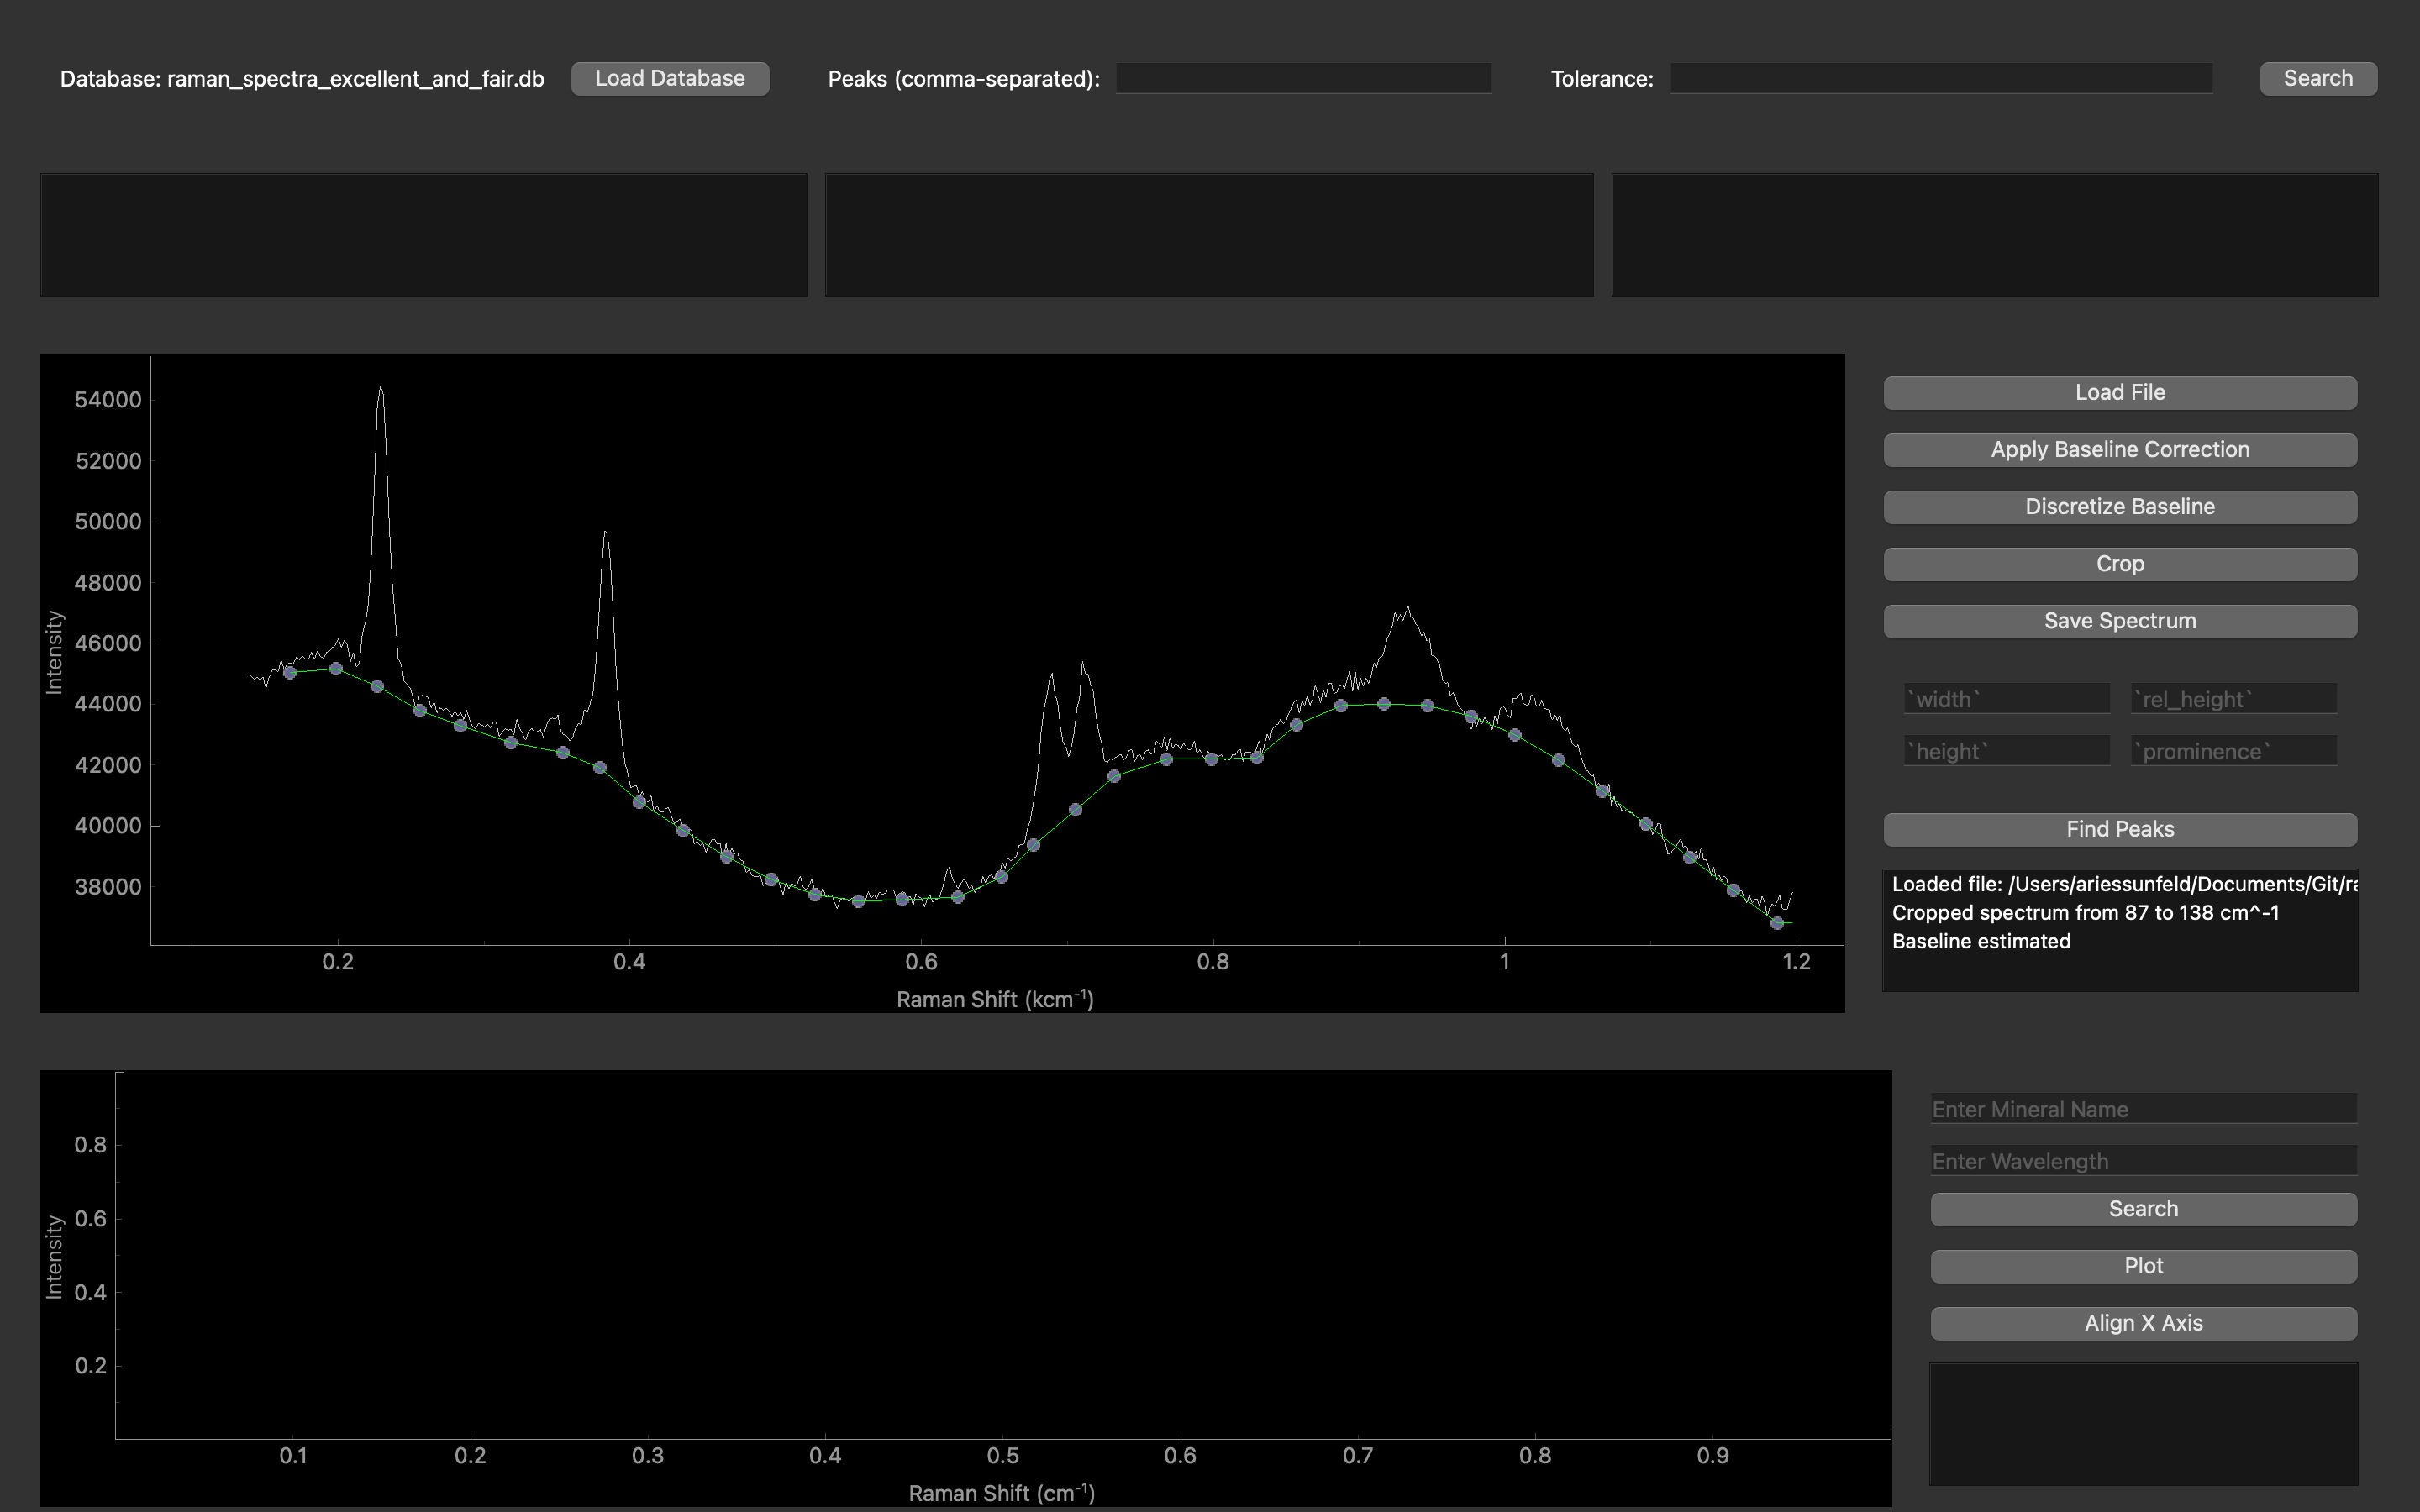 Database: raman_spectra_excellent_and_fair.db
Load Database
Peaks (comma-separated):
Tolerance:
Search
54000
52000
50000
48000
46000
44000
42000
40000
38000
Intensity
0.2
0.4
0.6
0.8
1
1.2
Raman Shift (kcm⁻¹)
Load File
Apply Baseline Correction
Discretize Baseline
Crop
Save Spectrum
`width`
`rel_height`
`height`
`prominence`
Find Peaks
Loaded file: /Users/ariessunfeld/Documents/Git/ra
Cropped spectrum from 87 to 138 cm^-1
Baseline estimated
0.8
0.6
0.4
0.2
Intensity
0.1
0.2
0.3
0.4
0.5
0.6
0.7
0.8
0.9
Raman Shift (cm⁻¹)
Enter Mineral Name
Enter Wavelength
Search
Plot
Align X Axis